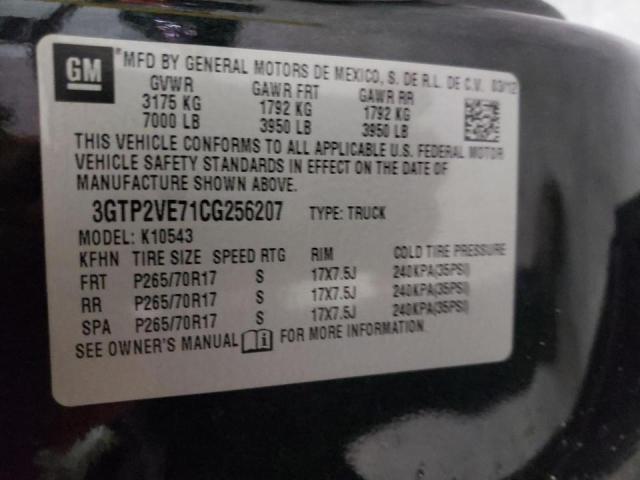 GM
®MFD BY GENERAL MOTORS DE MEXICO, S. DE R.L. DE C.V. 03/12
GVWR GAWR FRT GAWR RR
3175 KG 1792 KG 1792 KG
7000 LB 3950 LB 3950 LB
THIS VEHICLE CONFORMS TO ALL APPLICABLE U.S. FEDERAL MOTOR
VEHICLE SAFETY STANDARDS IN EFFECT ON THE DATE OF
MANUFACTURE SHOWN ABOVE.
3GTP2VE71CG256207 TYPE: TRUCK
MODEL: K10543
KFHN TIRE SIZE SPEED RTG RIM COLD TIRE PRESSURE
FRT P265/70R17 S 17X7.5J 240KPA(35PSI)
RR P265/70R17 S 17X7.5J 240KPA(35PSI)
SPA P265/70R17 S 17X7.5J 240KPA(35PSI)
SEE OWNER'S MANUAL FOR MORE INFORMATION